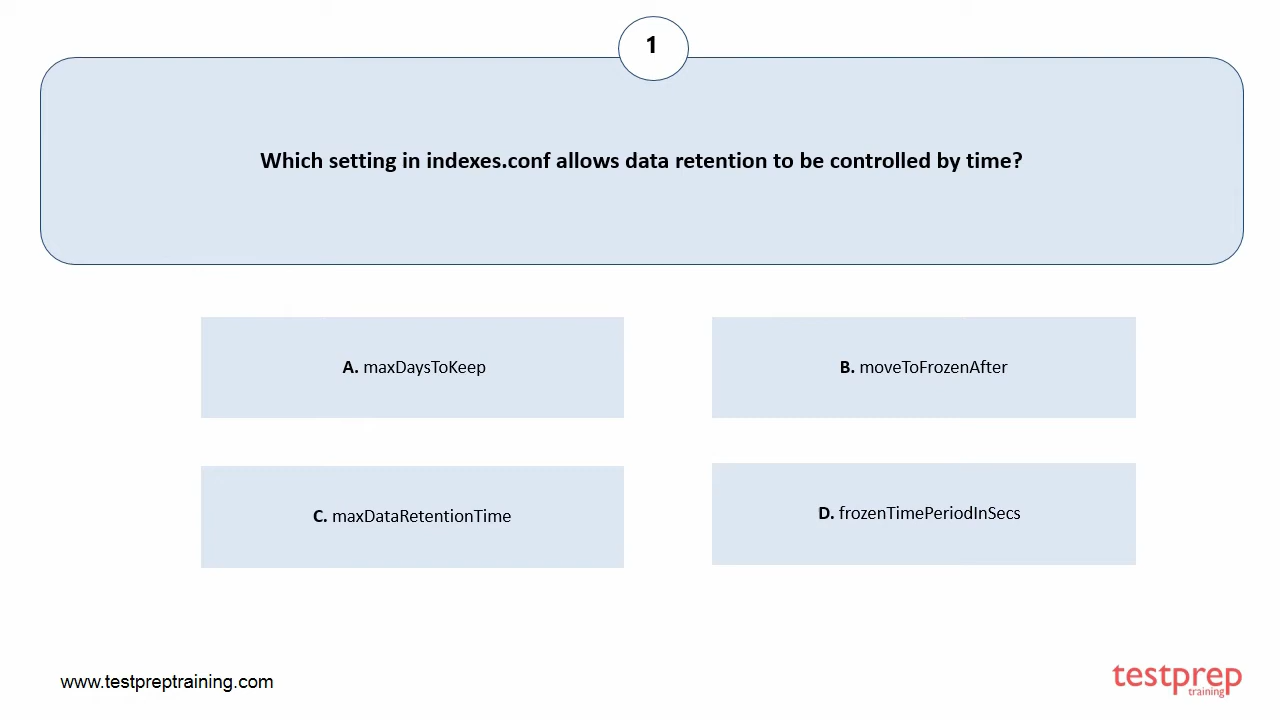 1
Which setting in indexes.conf allows data retention to be controlled by time?
A. maxDaysToKeep
B. moveToFrozenAfter
C. maxDataRetentionTime
D. frozenTimePeriodInSecs
www.testpreptraining.com
testprep
training